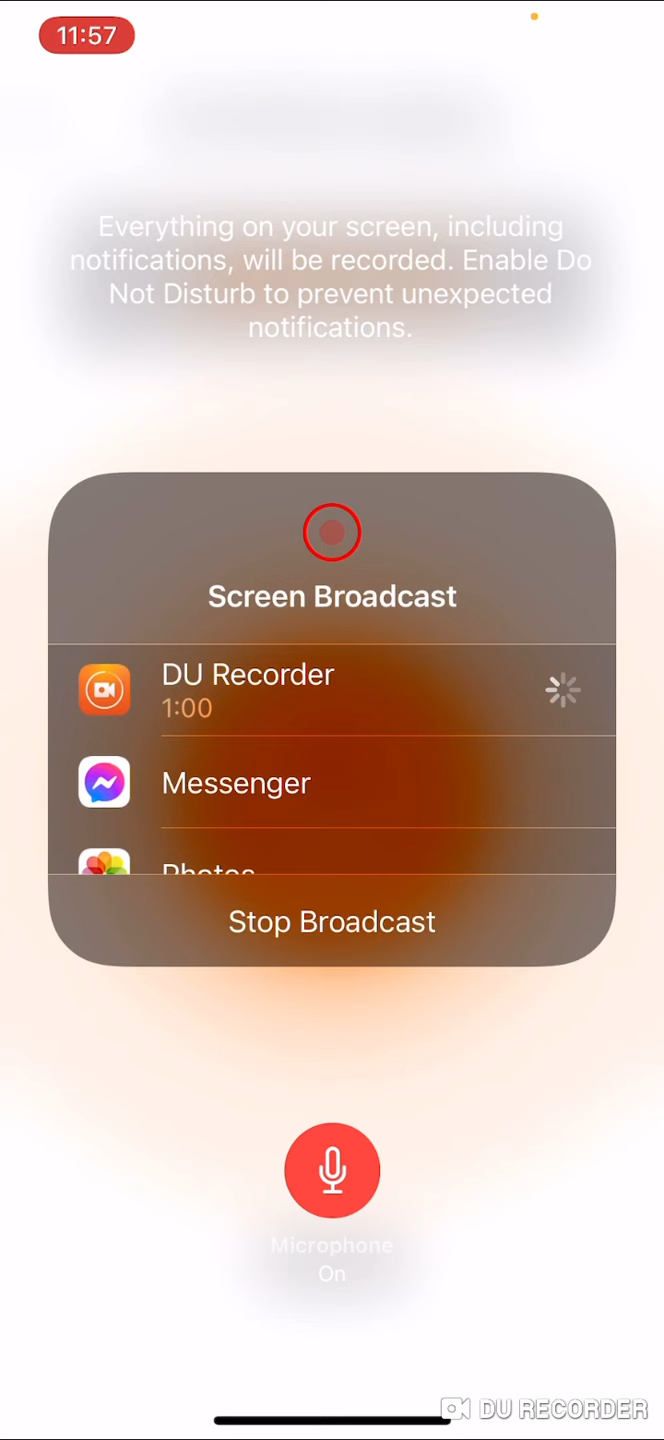 11:57
Everything on your screen, including
notifications, will be recorded. Enable Do
Not Disturb to prevent unexpected
notifications.
Screen Broadcast
DU Recorder
1:00
Messenger
Photos
Stop Broadcast
Microphone
On
DU RECORDER